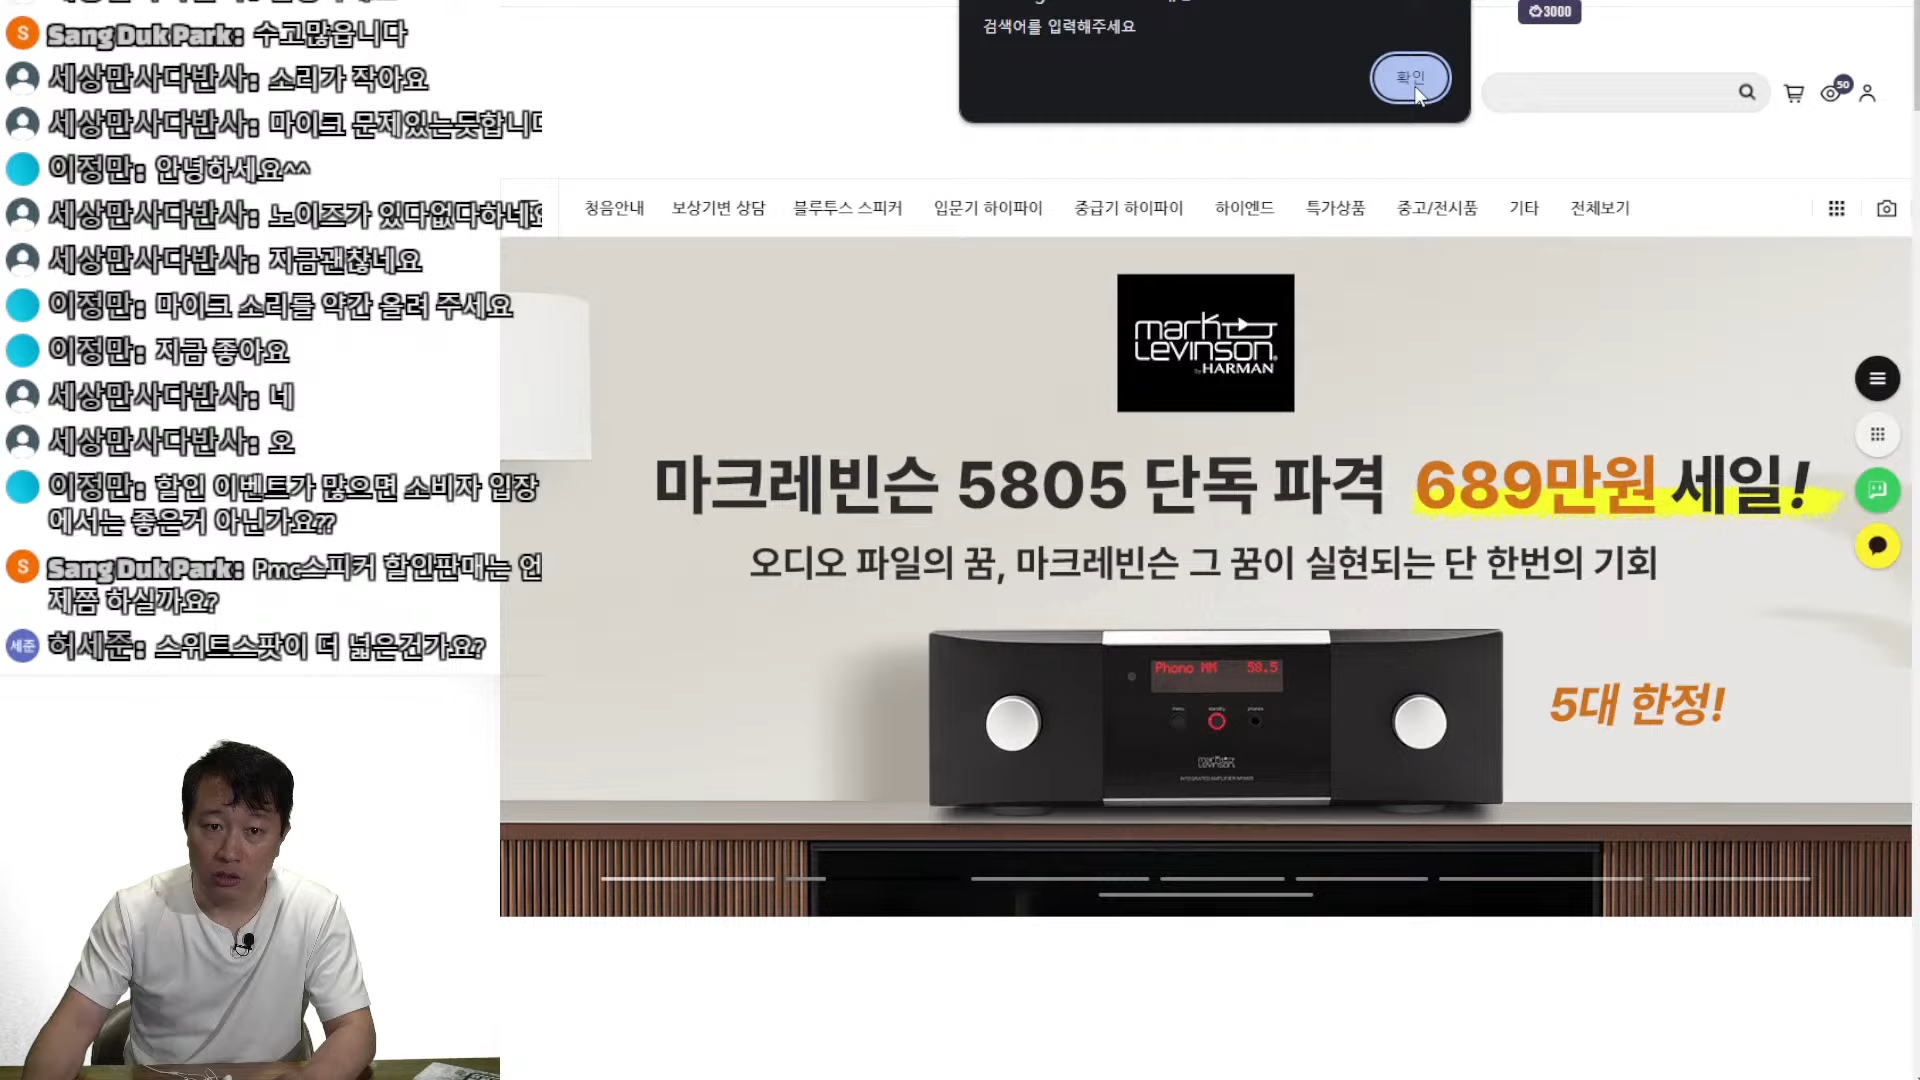 S Sang Duk Park: 수고많읍니다
세상만사다반사: 소리가 작아요
세상만사다반사: 마이크 문제있는듯합니다
이정만: 안녕하세요^^
세상만사다반사: 노이즈가 있다없다하네요
세상만사다반사: 지금괜찮네요
이정만: 마이크 소리를 약간 올려 주세요
이정만: 지금 좋아요
세상만사다반사: 네
세상만사다반사: 오
이정만: 할인 이벤트가 많으면 소비자 입장
에서는 좋은거 아닌가요??
S Sang Duk Park: Pmc스피커 할인판매는 언
제쯤 하실까요?
세준 허세준: 스위트스팟이 더 넓은건가요?
검색어를 입력해주세요
확인
3000
50
청음안내 보상기변 상담 블루투스 스피커 입문기 하이파이 중급기 하이파이 하이엔드 특가상품 중고/전시품 기타 전체보기
mark
Levinson
by HARMAN
마크레빈슨 5805 단독 파격 689만원 세일!
오디오 파일의 꿈, 마크레빈슨 그 꿈이 실현되는 단 한번의 기회
Phono MM 58.5
menu standby phones
mark
Levinson
5대 한정!